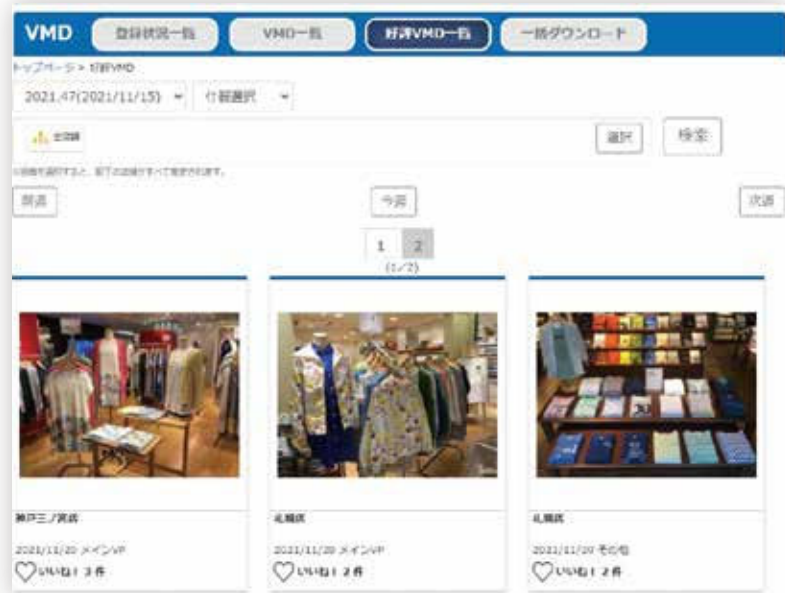 VMD 登録状況一覧 VMD一覧 好評VMD一覧 一括ダウンロード
トップページ > 好評VMD
2021.47(2021/11/15) 什器選択
全店舗 選択 検索
前週 今週 次週
1 2
(1/2)
神戸三ノ宮店 札幌店 札幌店
2021/11/20 メインVP 2021/11/20 メインVP 2021/11/20 その他
いいね! 3件 いいね! 2件 いいね! 2件